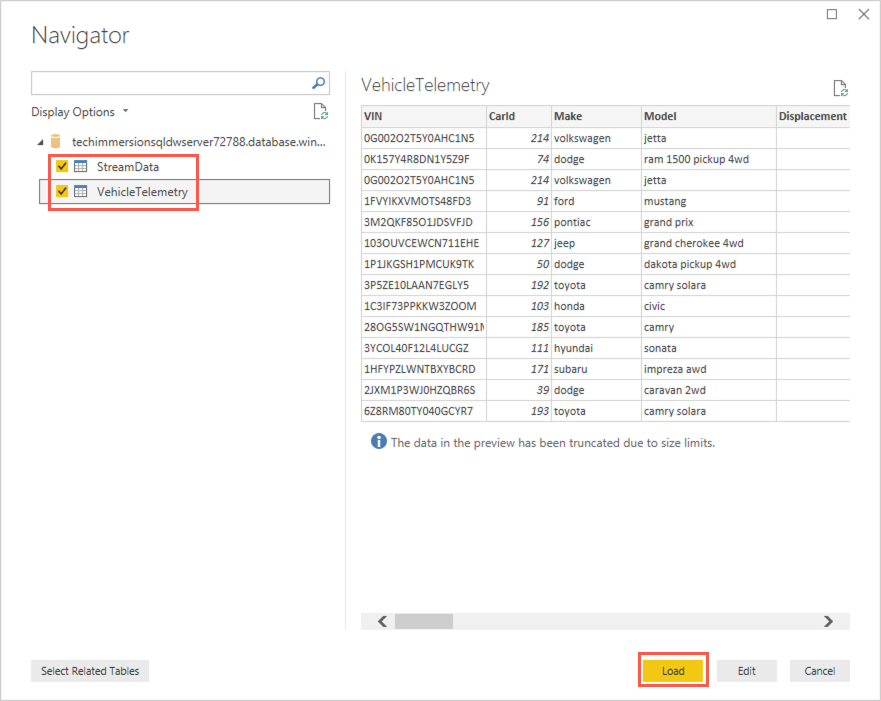 Navigator
Display Options
techimmersionsqldwserver72788.database.win...
StreamData
VehicleTelemetry
VehicleTelemetry
VIN CarId Make Model Displacement
0G002O2T5Y0AHC1N5 214 volkswagen jetta
0K157Y4R8DN1Y5Z9F 74 dodge ram 1500 pickup 4wd
0G002O2T5Y0AHC1N5 214 volkswagen jetta
1FVYIKXVMOTS48FD3 91 ford mustang
3M2QKF85O1JDSVFJD 156 pontiac grand prix
103OUVCEWCN711EHE 127 jeep grand cherokee 4wd
1P1JKGSH1PMCUK9TK 50 dodge dakota pickup 4wd
3P5ZE10LAAN7EGLY5 192 toyota camry solara
1C3IF73PPKKW3ZOOM 103 honda civic
28OG5SW1NGQTHW91N 185 toyota camry
3YCOL40F12L4LUCGZ 111 hyundai sonata
1HFYPZLWNTBXYBCRD 171 subaru impreza awd
2JXM1P3WJ0HZQBR6S 39 dodge caravan 2wd
6Z8RM80TY040GCYR7 193 toyota camry solara
The data in the preview has been truncated due to size limits.
Select Related Tables
Load
Edit
Cancel